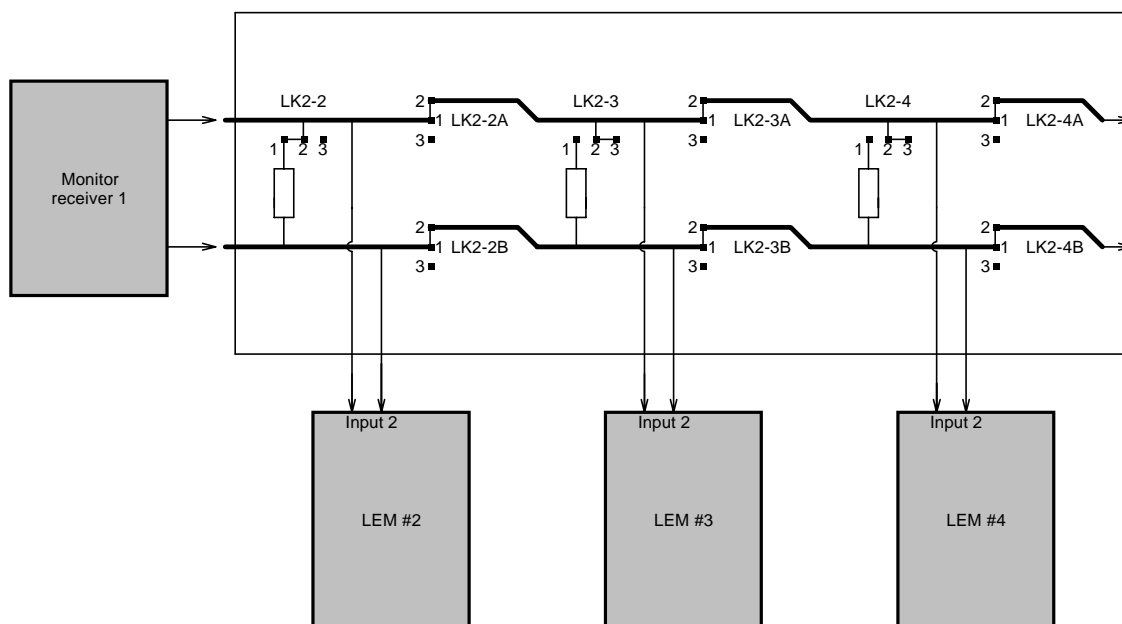 LK2-2
LK2-3
LK2-4
2
2
2
1
LK2-2A
1
LK2-3A
1
LK2-4A
3
3
3
1 2 3
1 2 3
1 2 3
Monitor
receiver 1
2
2
2
1
LK2-2B
1
LK2-3B
1
LK2-4B
3
3
3
Input 2
Input 2
Input 2
LEM #2
LEM #3
LEM #4